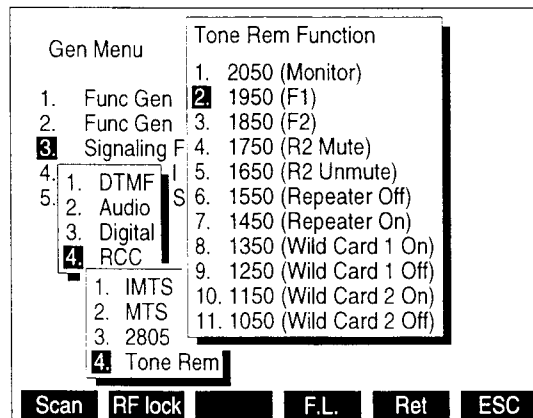 Gen Menu
1. Func Gen
2. Func Gen
3. Signaling F
4. I
5. S
1. DTMF
2. Audio
3. Digital
4. RCC
1. IMTS
2. MTS
3. 2805
4. Tone Rem
Tone Rem Function
1. 2050 (Monitor)
2. 1950 (F1)
3. 1850 (F2)
4. 1750 (R2 Mute)
5. 1650 (R2 Unmute)
6. 1550 (Repeater Off)
7. 1450 (Repeater On)
8. 1350 (Wild Card 1 On)
9. 1250 (Wild Card 1 Off)
10. 1150 (Wild Card 2 On)
11. 1050 (Wild Card 2 Off)
Scan RF lock F.L. Ret ESC